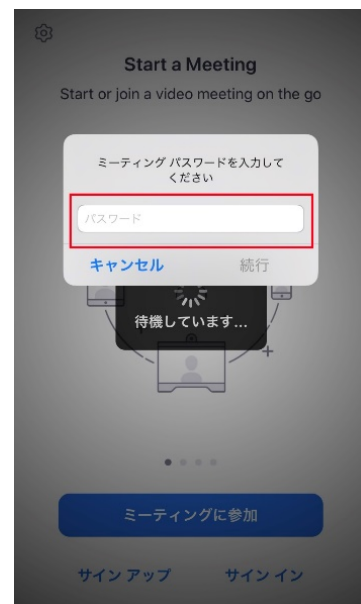 Start a Meeting
Start or join a video meeting on the go
ミーティング パスワードを入力して
ください
パスワード
キャンセル
続行
待機しています...
ミーティングに参加
サイン アップ
サイン イン